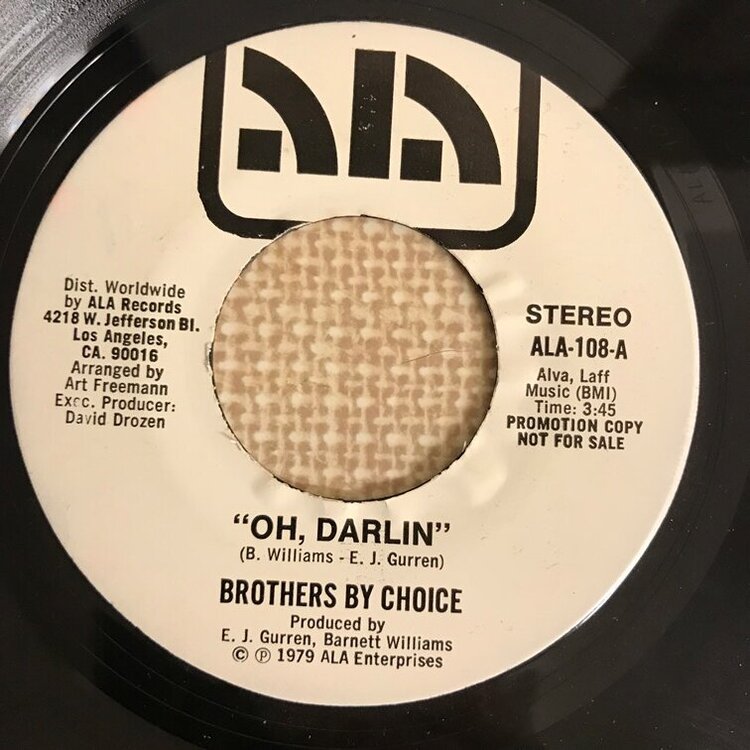 ALA
Dist. Worldwide
by ALA Records
4218 W. Jefferson Bl.
Los Angeles,
CA. 90016
Arranged by
Art Freemann
Exec. Producer:
David Drozen
STEREO
ALA-108-A
Alva, Laff
Music (BMI)
Time: 3:45
PROMOTION COPY
NOT FOR SALE
"OH, DARLIN"
(B. Williams - E. J. Gurren)
BROTHERS BY CHOICE
Produced by
E. J. Gurren, Barnett Williams
© ℗ 1979 ALA Enterprises